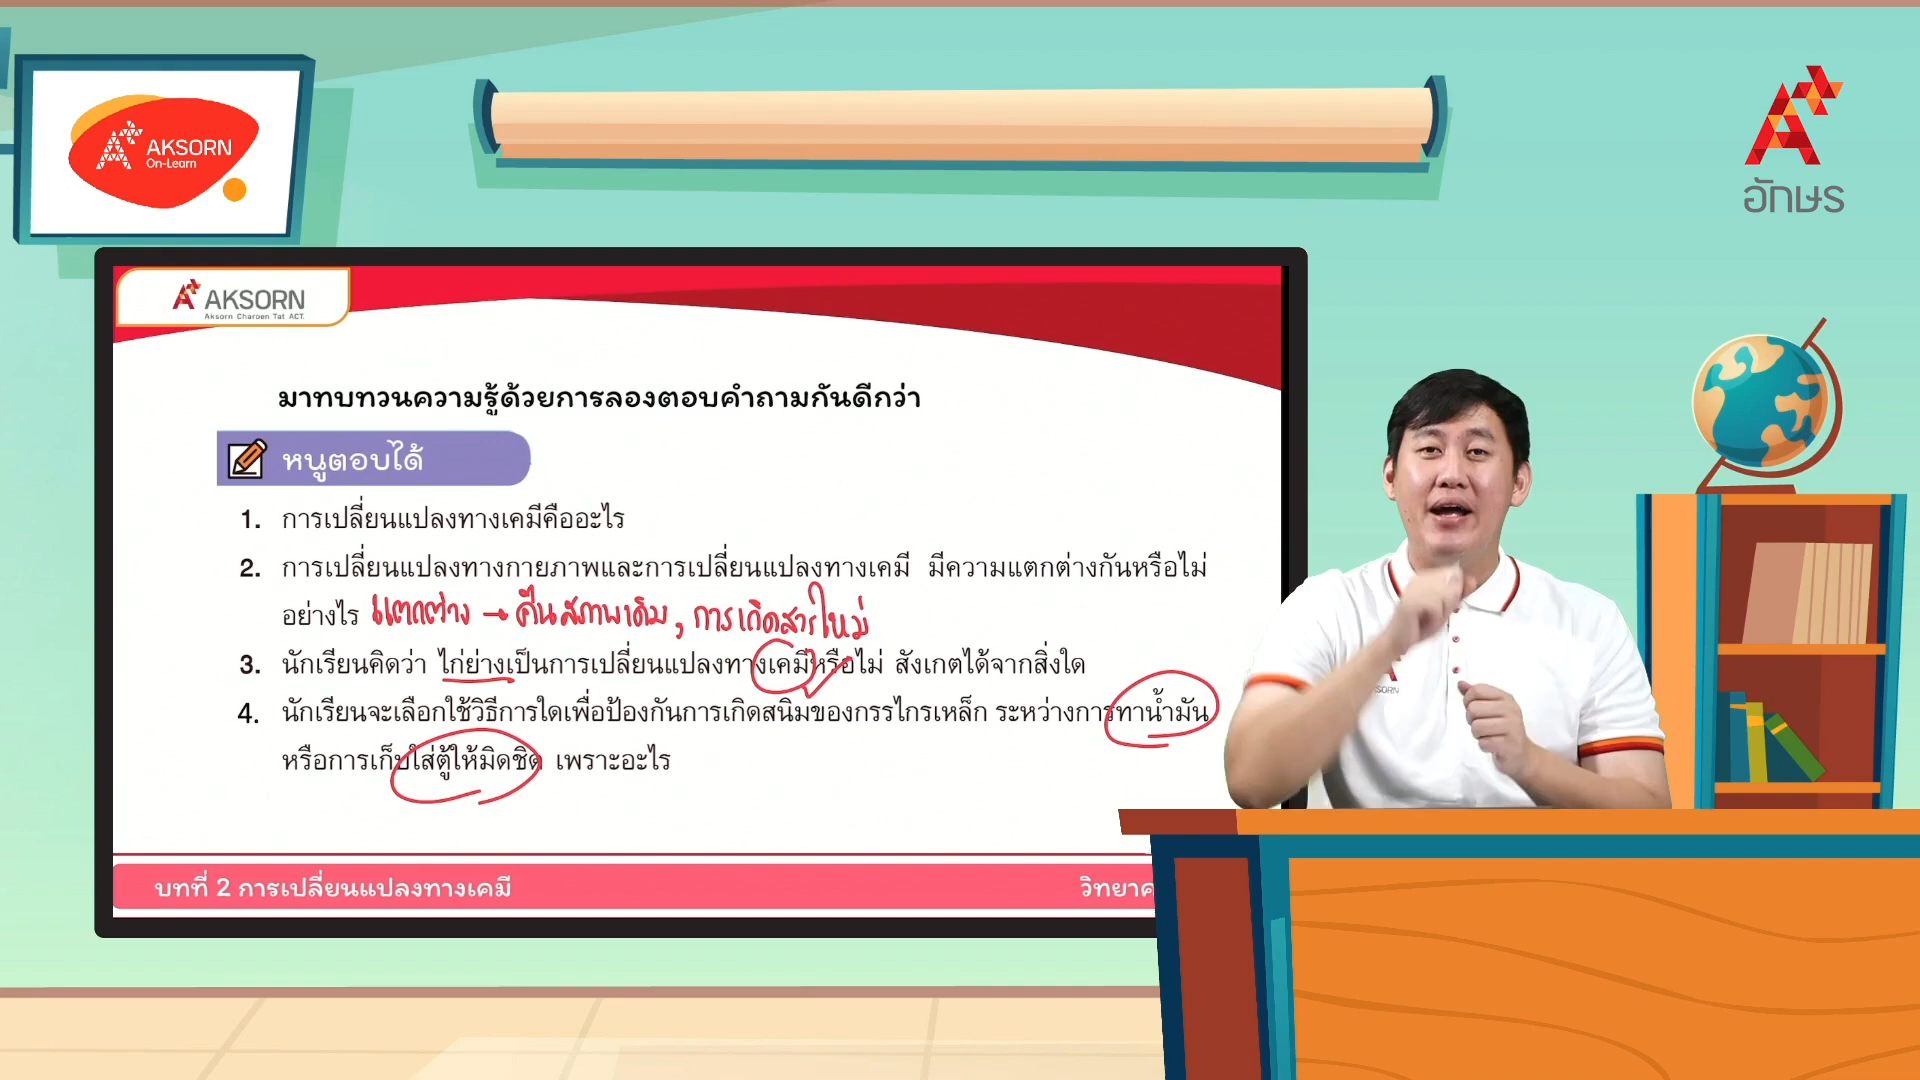 AKSORN
On-Learn
อักษร
AKSORN
Aksorn Charoen Tat ACT.
มาทบทวนความรู้ด้วยการลองตอบคำถามกันดีกว่า
หนูตอบได้
1. การเปลี่ยนแปลงทางเคมีคืออะไร
2. การเปลี่ยนแปลงทางกายภาพและการเปลี่ยนแปลงทางเคมี มีความแตกต่างกันหรือไม่
อย่างไร แตกต่าง → คืนสภาพเดิม, การเกิดสารใหม่
3. นักเรียนคิดว่า ไก่ย่างเป็นการเปลี่ยนแปลงทางเคมีหรือไม่ สังเกตได้จากสิ่งใด
4. นักเรียนจะเลือกใช้วิธีการใดเพื่อป้องกันการเกิดสนิมของกรรไกรเหล็ก ระหว่างการทาน้ำมัน
หรือการเก็บใส่ตู้ให้มิดชิด เพราะอะไร
บทที่ 2 การเปลี่ยนแปลงทางเคมี